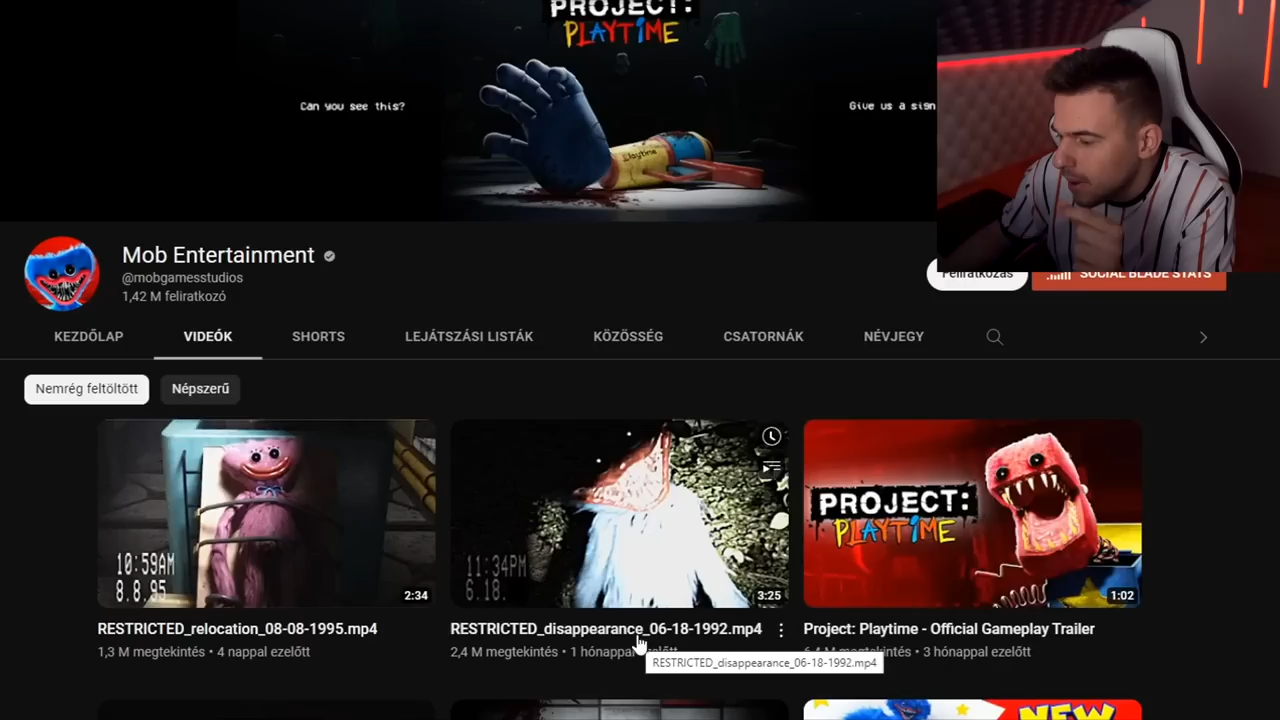 PROJECT:
PLAYTIME
Can you see this?
Give us a sign
Playtime
Mob Entertainment
@mobgamesstudios
1,42 M feliratkozó
Feliratkozás
SOCIAL BLADE STATS
KEZDŐLAP
VIDEÓK
SHORTS
LEJÁTSZÁSI LISTÁK
KÖZÖSSÉG
CSATORNÁK
NÉVJEGY
Nemrég feltöltött
Népszerű
10:59AM
8.8.95
2:34
11:34PM
6.18.
3:25
PROJECT:
PLAYTIME
1:02
RESTRICTED_relocation_08-08-1995.mp4
RESTRICTED_disappearance_06-18-1992.mp4
Project: Playtime - Official Gameplay Trailer
1,3 M megtekintés • 4 nappal ezelőtt
2,4 M megtekintés • 1 hónappal ezelőtt
6,4 M megtekintés • 3 hónappal ezelőtt
RESTRICTED_disappearance_06-18-1992.mp4
NEW